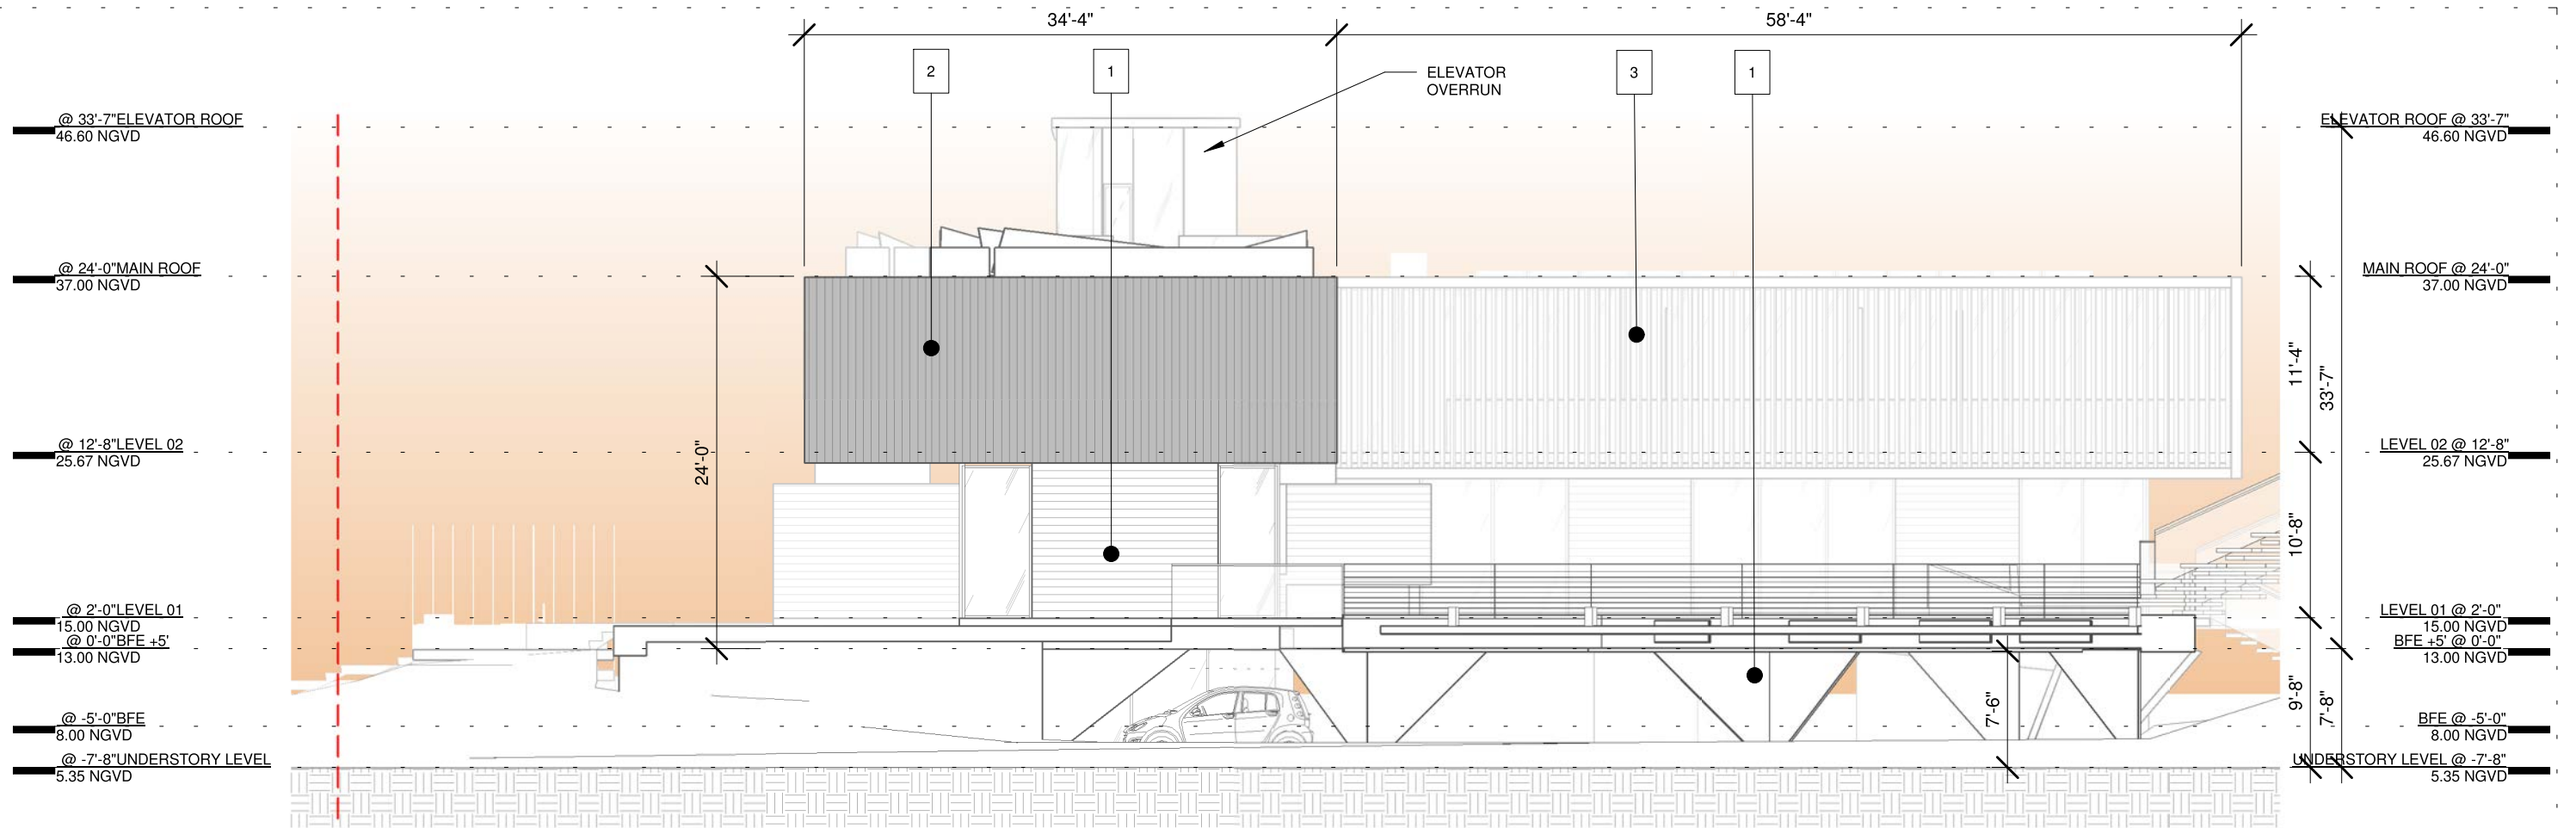 34'-4"
58'-4"
2
1
ELEVATOR
OVERRUN
3
1
@ 33'-7"ELEVATOR ROOF
46.60 NGVD
ELEVATOR ROOF @ 33'-7"
46.60 NGVD
@ 24'-0"MAIN ROOF
37.00 NGVD
MAIN ROOF @ 24'-0"
37.00 NGVD
11'-4"
33'-7"
24'-0"
@ 12'-8"LEVEL 02
25.67 NGVD
LEVEL 02 @ 12'-8"
25.67 NGVD
10'-8"
@ 2'-0"LEVEL 01
15.00 NGVD
LEVEL 01 @ 2'-0"
15.00 NGVD
@ 0'-0"BFE +5'
13.00 NGVD
BFE +5' @ 0'-0"
13.00 NGVD
9'-8"
7'-8"
7'-6"
@ -5'-0"BFE
8.00 NGVD
BFE @ -5'-0"
8.00 NGVD
@ -7'-8"UNDERSTORY LEVEL
5.35 NGVD
UNDERSTORY LEVEL @ -7'-8"
5.35 NGVD